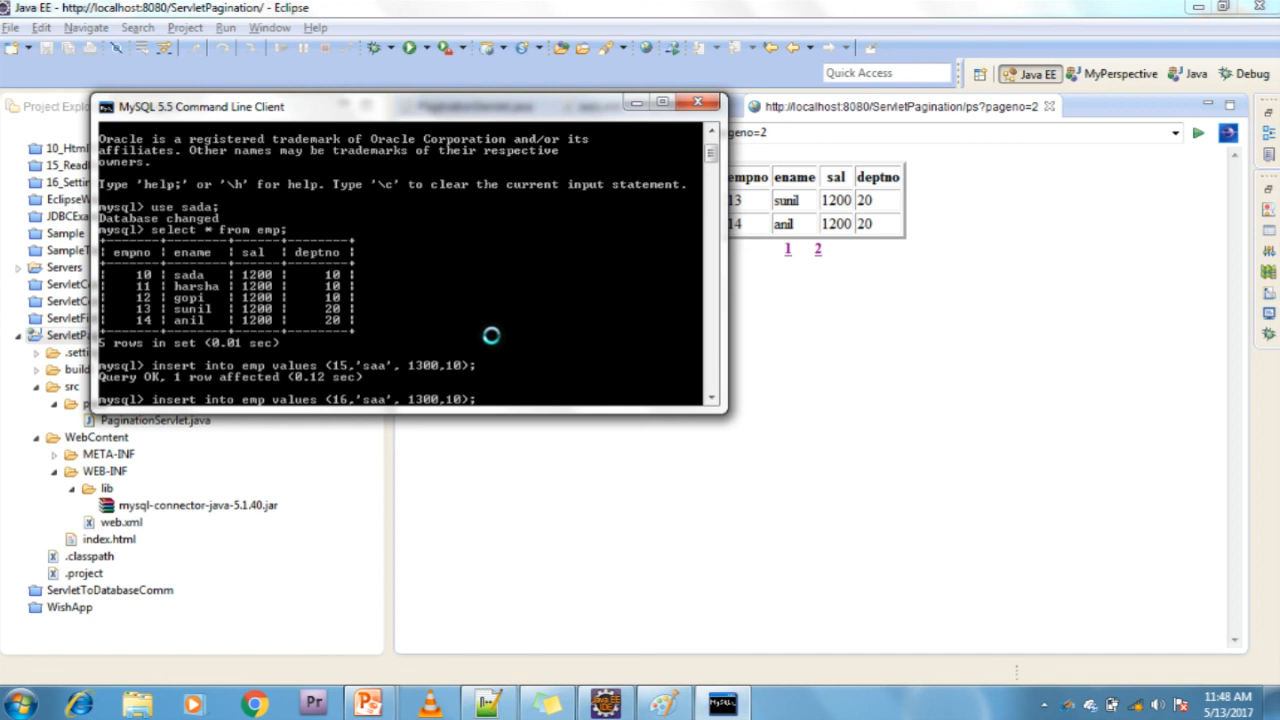 Java EE - http://localhost:8080/ServletPagination/ - Eclipse
File Edit Navigate Search Project Run Window Help
Quick Access
Java EE MyPerspective Java Debug
Project Explo
MySQL 5.5 Command Line Client
http://localhost:8080/ServletPagination/ps?pageno=2
geno=2
Oracle is a registered trademark of Oracle Corporation and/or its
affiliates. Other names may be trademarks of their respective
owners.
Type 'help;' or '\h' for help. Type '\c' to clear the current input statement.
mysql> use sada;
Database changed
mysql> select * from emp;
| empno | ename | sal | deptno |
| 10 | sada | 1200 | 10 |
| 11 | harsha | 1200 | 10 |
| 12 | gopi | 1200 | 10 |
| 13 | sunil | 1200 | 20 |
| 14 | anil | 1200 | 20 |
5 rows in set (0.01 sec)
mysql> insert into emp values (15,'saa', 1300,10);
Query OK, 1 row affected (0.12 sec)
mysql> insert into emp values (16,'saa', 1300,10);
empno ename sal deptno
13 sunil 1200 20
14 anil 1200 20
1 2
10_Html
15_Read
16_Settin
EclipseW
JDBCExa
Sample
SampleT
Servers
ServletC
ServletC
ServletFi
ServletP
.setti
build
src
p
PaginationServlet.java
WebContent
META-INF
WEB-INF
lib
mysql-connector-java-5.1.40.jar
web.xml
index.html
.classpath
.project
ServletToDatabaseComm
WishApp
11:48 AM
5/13/2017